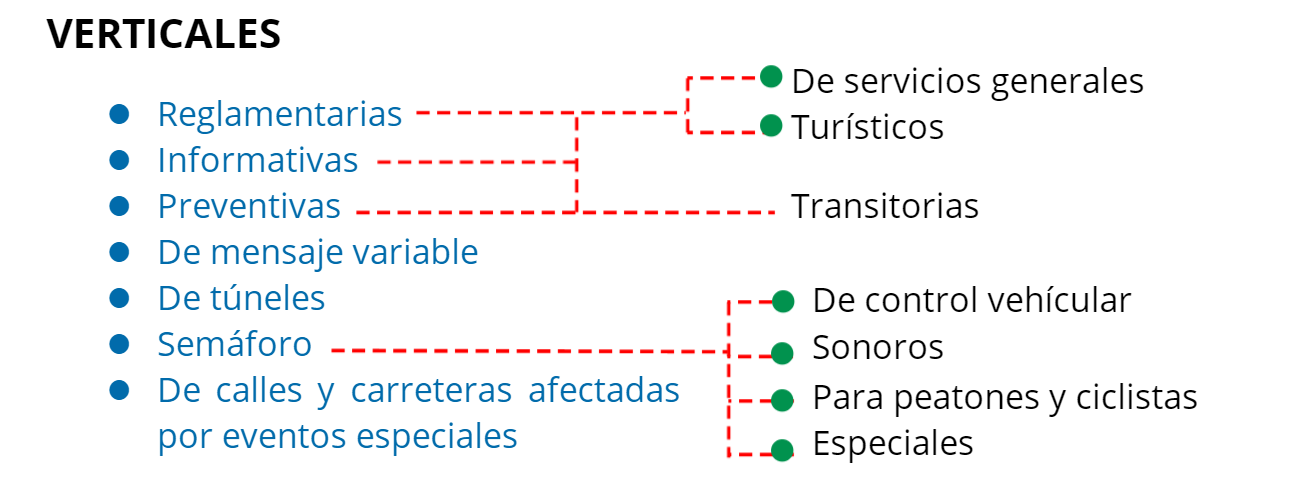 VERTICALES
Reglamentarias
Informativas
Preventivas
De mensaje variable
De túneles
Semáforo
De calles y carreteras afectadas
por eventos especiales
De servicios generales
Turísticos
Transitorias
De control vehícular
Sonoros
Para peatones y ciclistas
Especiales